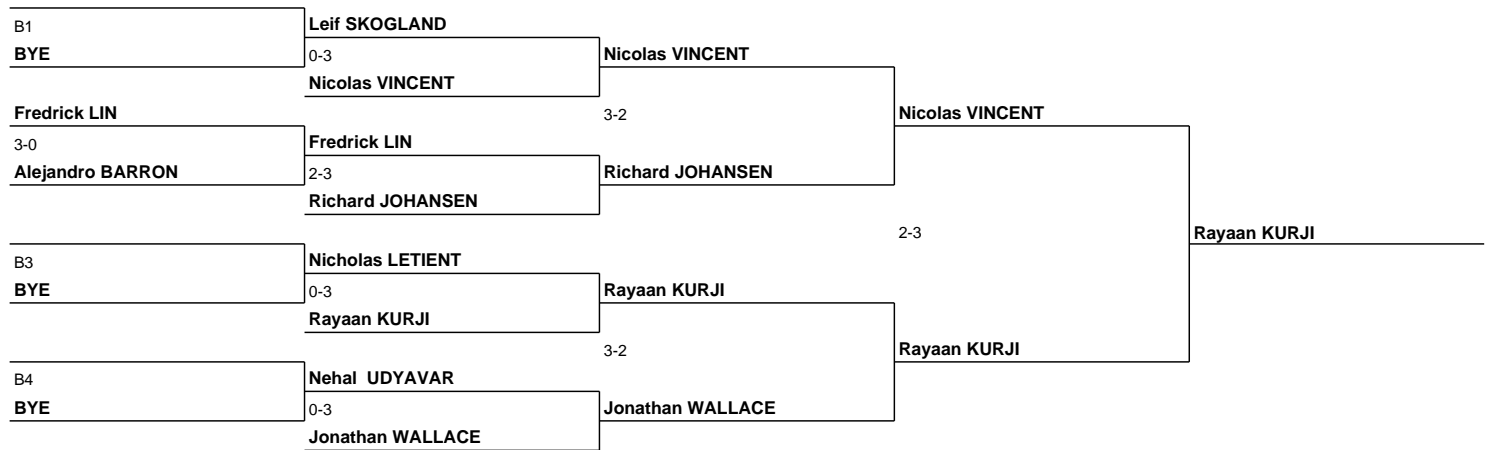 B1
BYE
Leif SKOGLAND
0-3
Nicolas VINCENT
Nicolas VINCENT
3-2
Nicolas VINCENT
Fredrick LIN
3-0
Alejandro BARRON
Fredrick LIN
2-3
Richard JOHANSEN
Richard JOHANSEN
2-3
Rayaan KURJI
B3
BYE
Nicholas LETIENT
0-3
Rayaan KURJI
Rayaan KURJI
3-2
Rayaan KURJI
B4
BYE
Nehal  UDYAVAR
0-3
Jonathan WALLACE
Jonathan WALLACE